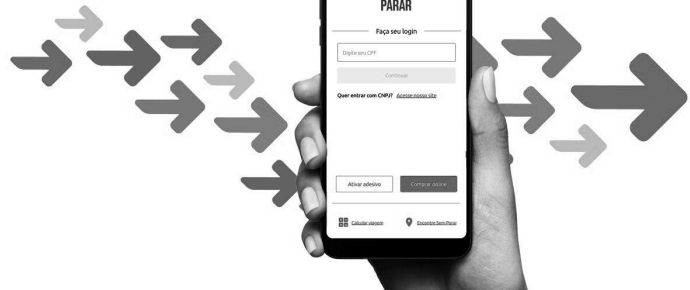 PARAR
Faça seu login
Digite seu CPF
Continuar
Quer entrar com CNPJ? Acesse nosso site
Ativar adesivo
Comprar online
Calcular viagem
Encontre Sem Parar